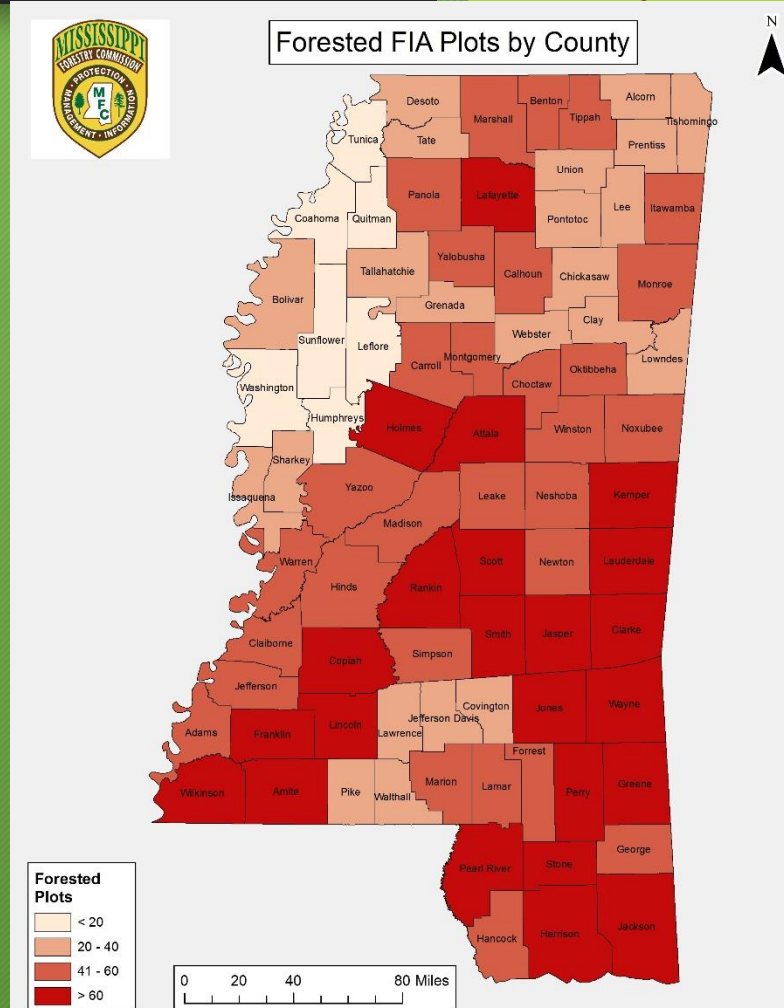 MISSISSIPPI
FORESTRY COMMISSION
PROTECTION
MFC
MANAGEMENT - INFORMATION
Forested FIA Plots by County
N
Desoto
Marshall
Benton
Tippah
Alcorn
Tishomingo
Tunica
Tate
Prentiss
Union
Panola
Lafayette
Lee
Itawamba
Coahoma
Quitman
Pontotoc
Tallahatchie
Yalobusha
Calhoun
Chickasaw
Monroe
Bolivar
Grenada
Clay
Sunflower
Leflore
Webster
Lowndes
Carroll
Montgomery
Oktibbeha
Washington
Choctaw
Humphreys
Holmes
Attala
Winston
Noxubee
Sharkey
Issaquena
Yazoo
Leake
Neshoba
Kemper
Madison
Warren
Scott
Newton
Lauderdale
Hinds
Rankin
Claiborne
Smith
Jasper
Clarke
Copiah
Simpson
Jefferson
Covington
Jones
Wayne
Adams
Franklin
Lincoln
Lawrence
Jefferson Davis
Forrest
Wilkinson
Amite
Pike
Walthall
Marion
Lamar
Perry
Greene
George
Pearl River
Stone
Hancock
Harrison
Jackson
Forested
Plots
< 20
20 - 40
41 - 60
> 60
0 20 40 80 Miles